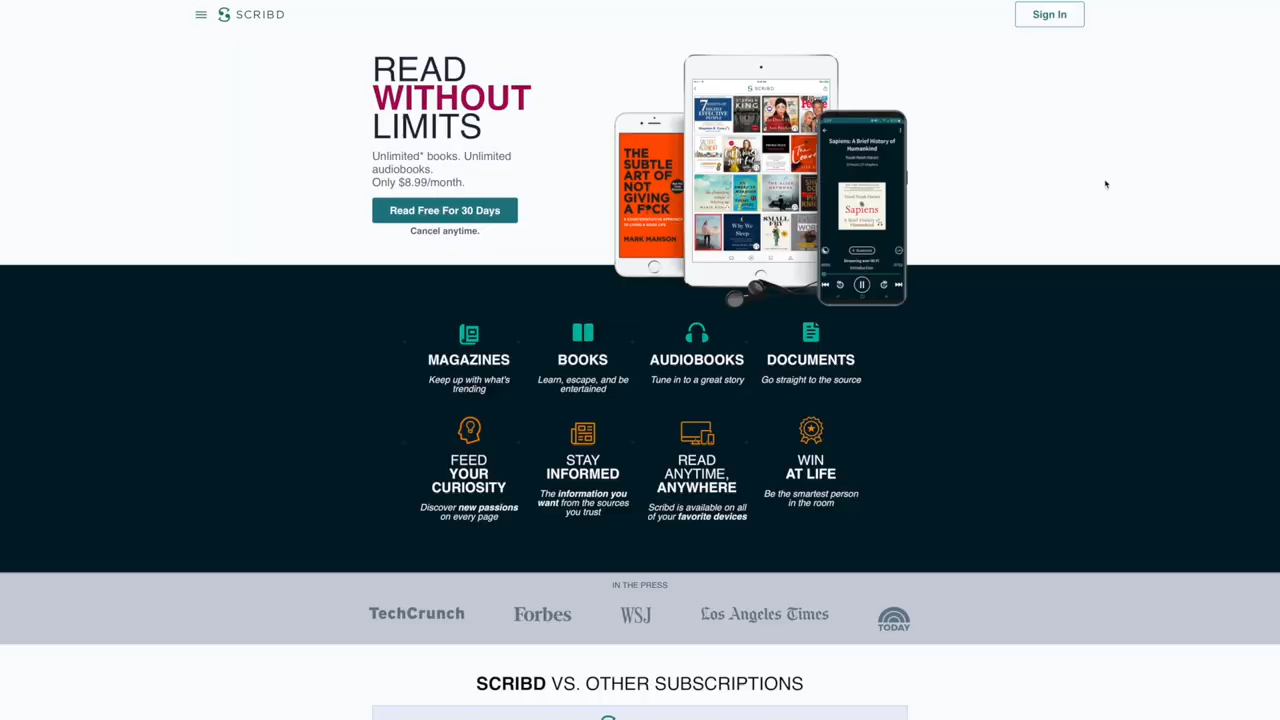 SCRIBD
Sign In
READ
WITHOUT
LIMITS
Unlimited* books. Unlimited
audiobooks.
Only $8.99/month.
Read Free For 30 Days
Cancel anytime.
THE
SUBTLE
ART OF
NOT
GIVING
A F*CK
MARK MANSON
SCRIBD
Sapiens: A Brief History of
Humankind
Sapiens
Introduction
MAGAZINES
Keep up with what's
trending
BOOKS
Learn, escape, and be
entertained
AUDIOBOOKS
Tune in to a great story
DOCUMENTS
Go straight to the source
FEED
YOUR
CURIOSITY
Discover new passions
on every page
STAY
INFORMED
The information you
want from the sources
you trust
READ
ANYTIME,
ANYWHERE
Scribd is available on all
of your favorite devices
WIN
AT LIFE
Be the smartest person
in the room
IN THE PRESS
TechCrunch
Forbes
WSJ
Los Angeles Times
TODAY
SCRIBD VS. OTHER SUBSCRIPTIONS